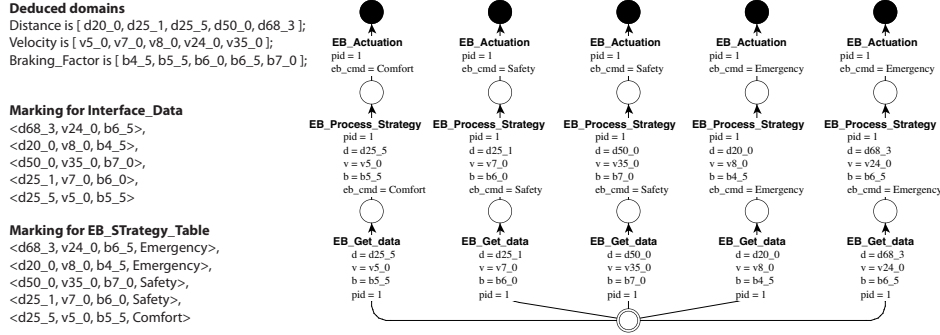 Deduced domains
Distance is [ d20_0, d25_1, d25_5, d50_0, d68_3 ];
Velocity is [ v5_0, v7_0, v8_0, v24_0, v35_0 ];
Braking_Factor is [ b4_5, b5_5, b6_0, b6_5, b7_0 ];
Marking for Interface_Data
<d68_3, v24_0, b6_5>,
<d20_0, v8_0, b4_5>,
<d50_0, v35_0, b7_0>,
<d25_1, v7_0, b6_0>,
<d25_5, v5_0, b5_5>
Marking for EB_STrategy_Table
<d68_3, v24_0, b6_5, Emergency>,
<d20_0, v8_0, b4_5, Emergency>,
<d50_0, v35_0, b7_0, Safety>,
<d25_1, v7_0, b6_0, Safety>,
<d25_5, v5_0, b5_5, Comfort>
EB_Actuation
pid = 1
eb_cmd = Comfort
EB_Process_Strategy
pid = 1
d = d25_5
v = v5_0
b = b5_5
eb_cmd = Comfort
EB_Get_data
d = d25_5
v = v5_0
b = b5_5
pid = 1
EB_Actuation
pid = 1
eb_cmd = Safety
EB_Process_Strategy
pid = 1
d = d25_1
v = v7_0
b = b6_0
eb_cmd = Safety
EB_Get_data
d = d25_1
v = v7_0
b = b6_0
pid = 1
EB_Actuation
pid = 1
eb_cmd = Safety
EB_Process_Strategy
pid = 1
d = d50_0
v = v35_0
b = b7_0
eb_cmd = Safety
EB_Get_data
d = d50_0
v = v35_0
b = b7_0
pid = 1
EB_Actuation
pid = 1
eb_cmd = Emergency
EB_Process_Strategy
pid = 1
d = d20_0
v = v8_0
b = b4_5
eb_cmd = Emergency
EB_Get_data
d = d20_0
v = v8_0
b = b4_5
pid = 1
EB_Actuation
pid = 1
eb_cmd = Emergency
EB_Process_Strategy
pid = 1
d = d68_3
v = v24_0
b = b6_5
eb_cmd = Emergency
EB_Get_data
d = d68_3
v = v24_0
b = b6_5
pid = 1